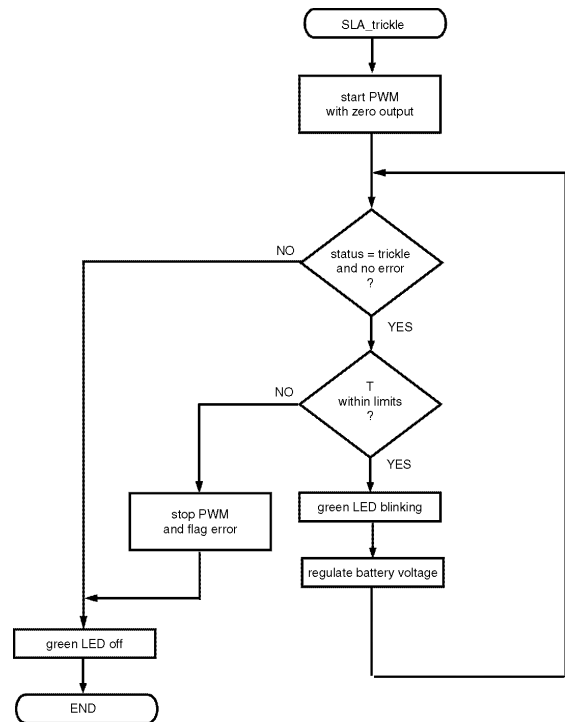 SLA_trickle
start PWM
with zero output
NO
status = trickle
and no error
?
YES
NO
T
within limits
?
YES
stop PWM
and flag error
green LED blinking
regulate battery voltage
green LED off
END